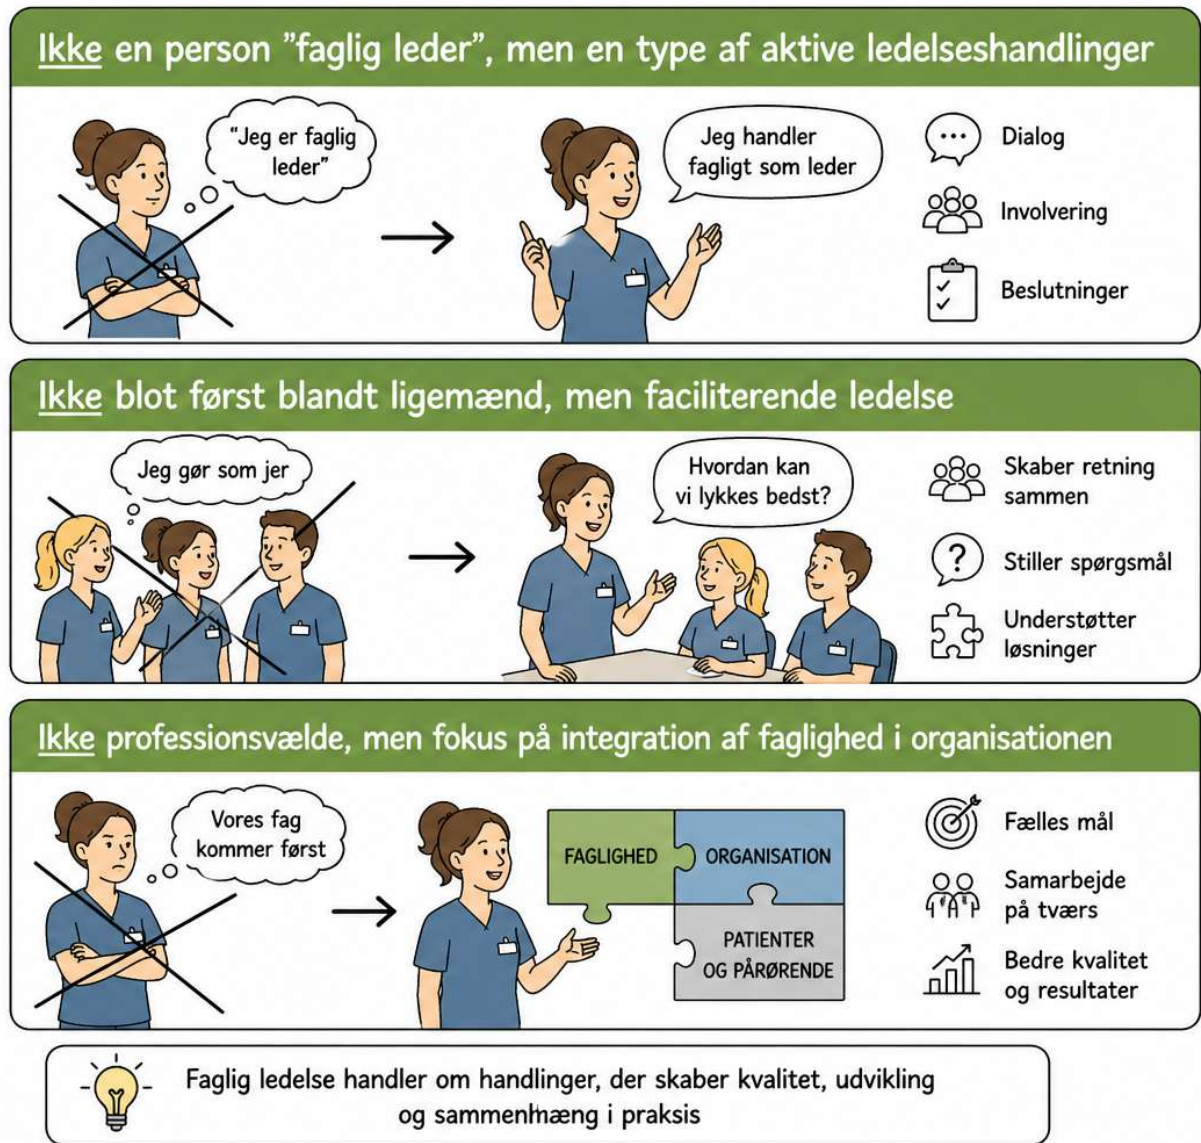 Ikke en person "faglig leder", men en type af aktive ledelseshandlinger
"Jeg er faglig
leder"
Jeg handler
fagligt som leder
Dialog
Involvering
Beslutninger
Ikke blot først blandt ligemænd, men faciliterende ledelse
Jeg gør som jer
Hvordan kan
vi lykkes bedst?
Skaber retning
sammen
Stiller spørgsmål
Understøtter
løsninger
Ikke professionsvælde, men fokus på integration af faglighed i organisationen
Vores fag
kommer først
FAGLIGHED
ORGANISATION
PATIENTER
OG PÅRØRENDE
Fælles mål
Samarbejde
på tværs
Bedre kvalitet
og resultater
Faglig ledelse handler om handlinger, der skaber kvalitet, udvikling
og sammenhæng i praksis